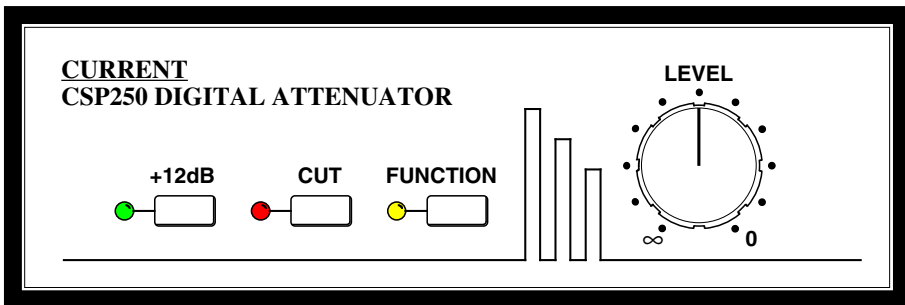 CURRENT
CSP250 DIGITAL ATTENUATOR
LEVEL
+12dB CUT FUNCTION
∞ 0